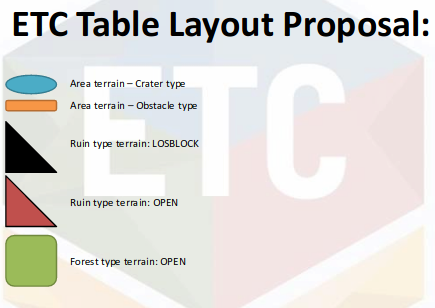 ETC Table Layout Proposal:
ETC
Area terrain – Crater type
Area terrain – Obstacle type
Ruin type terrain: LOSBLOCK
Ruin type terrain: OPEN
Forest type terrain: OPEN